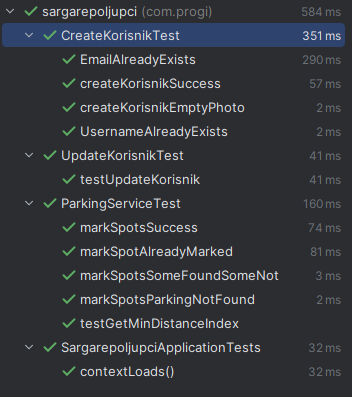 sargarepoljupci (com.progi) 584 ms
CreateKorisnikTest 351 ms
EmailAlreadyExists 290 ms
createKorisnikSuccess 57 ms
createKorisnikEmptyPhoto 2 ms
UsernameAlreadyExists 2 ms
UpdateKorisnikTest 41 ms
testUpdateKorisnik 41 ms
ParkingServiceTest 160 ms
markSpotsSuccess 74 ms
markSpotAlreadyMarked 81 ms
markSpotsSomeFoundSomeNot 3 ms
markSpotsParkingNotFound 2 ms
testGetMinDistanceIndex
SargarepoljupciApplicationTests 32 ms
contextLoads() 32 ms